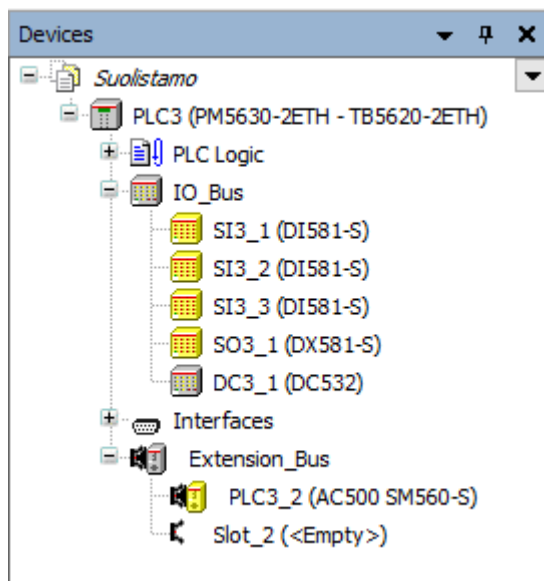 Devices
Suolistamo
PLC3 (PM5630-2ETH - TB5620-2ETH)
PLC Logic
IO_Bus
SI3_1 (DI581-S)
SI3_2 (DI581-S)
SI3_3 (DI581-S)
SO3_1 (DX581-S)
DC3_1 (DC532)
Interfaces
Extension_Bus
PLC3_2 (AC500 SM560-S)
Slot_2 (<Empty>)